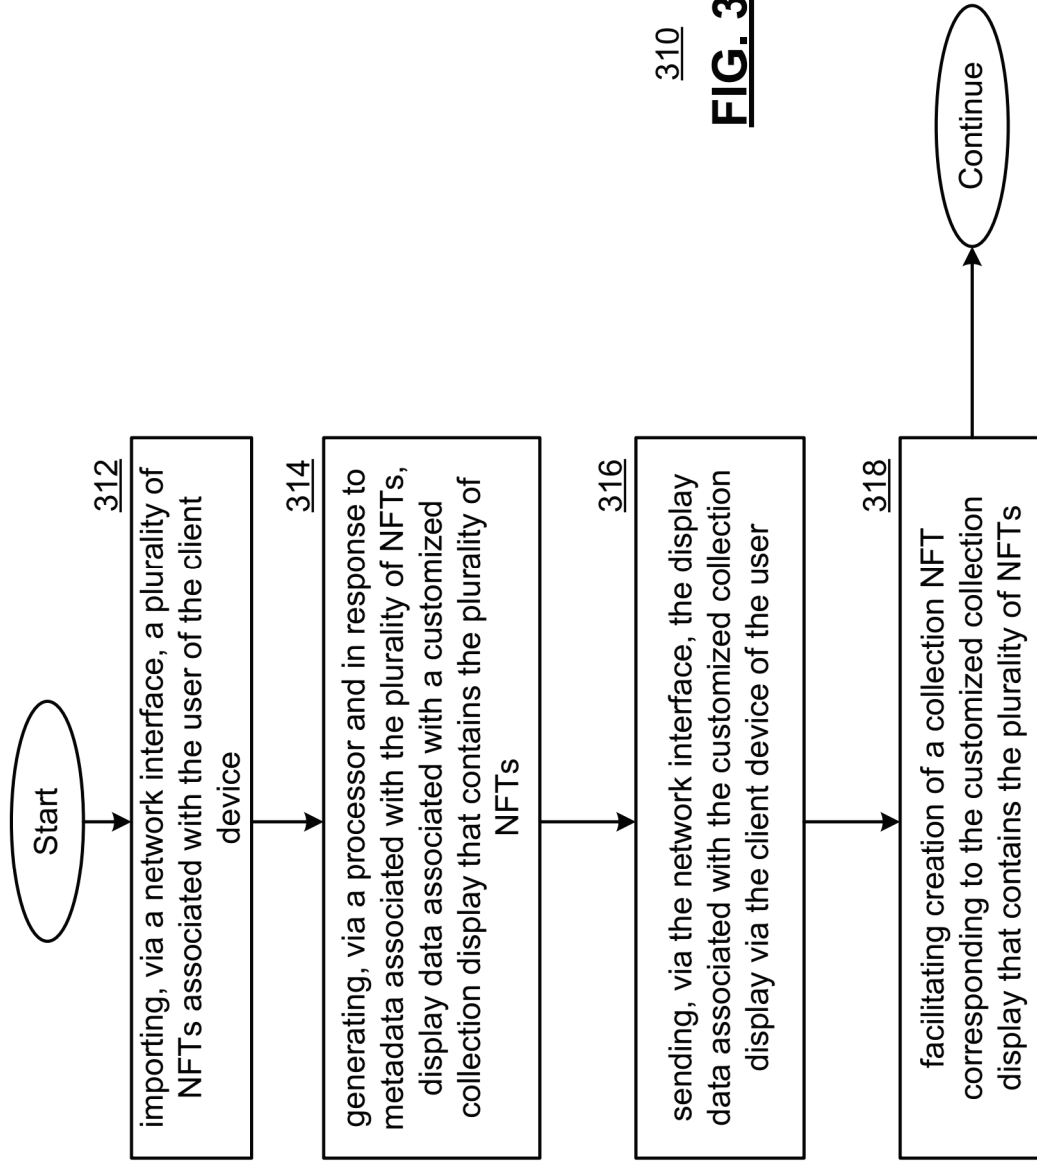 Start
312
importing, via a network interface, a plurality of
NFTs associated with the user of the client
device
314
generating, via a processor and in response to
metadata associated with the plurality of NFTs,
display data associated with a customized
collection display that contains the plurality of
NFTs
316
sending, via the network interface, the display
data associated with the customized collection
display via the client device of the user
318
facilitating creation of a collection NFT
corresponding to the customized collection
display that contains the plurality of NFTs
Continue
310
FIG. 3